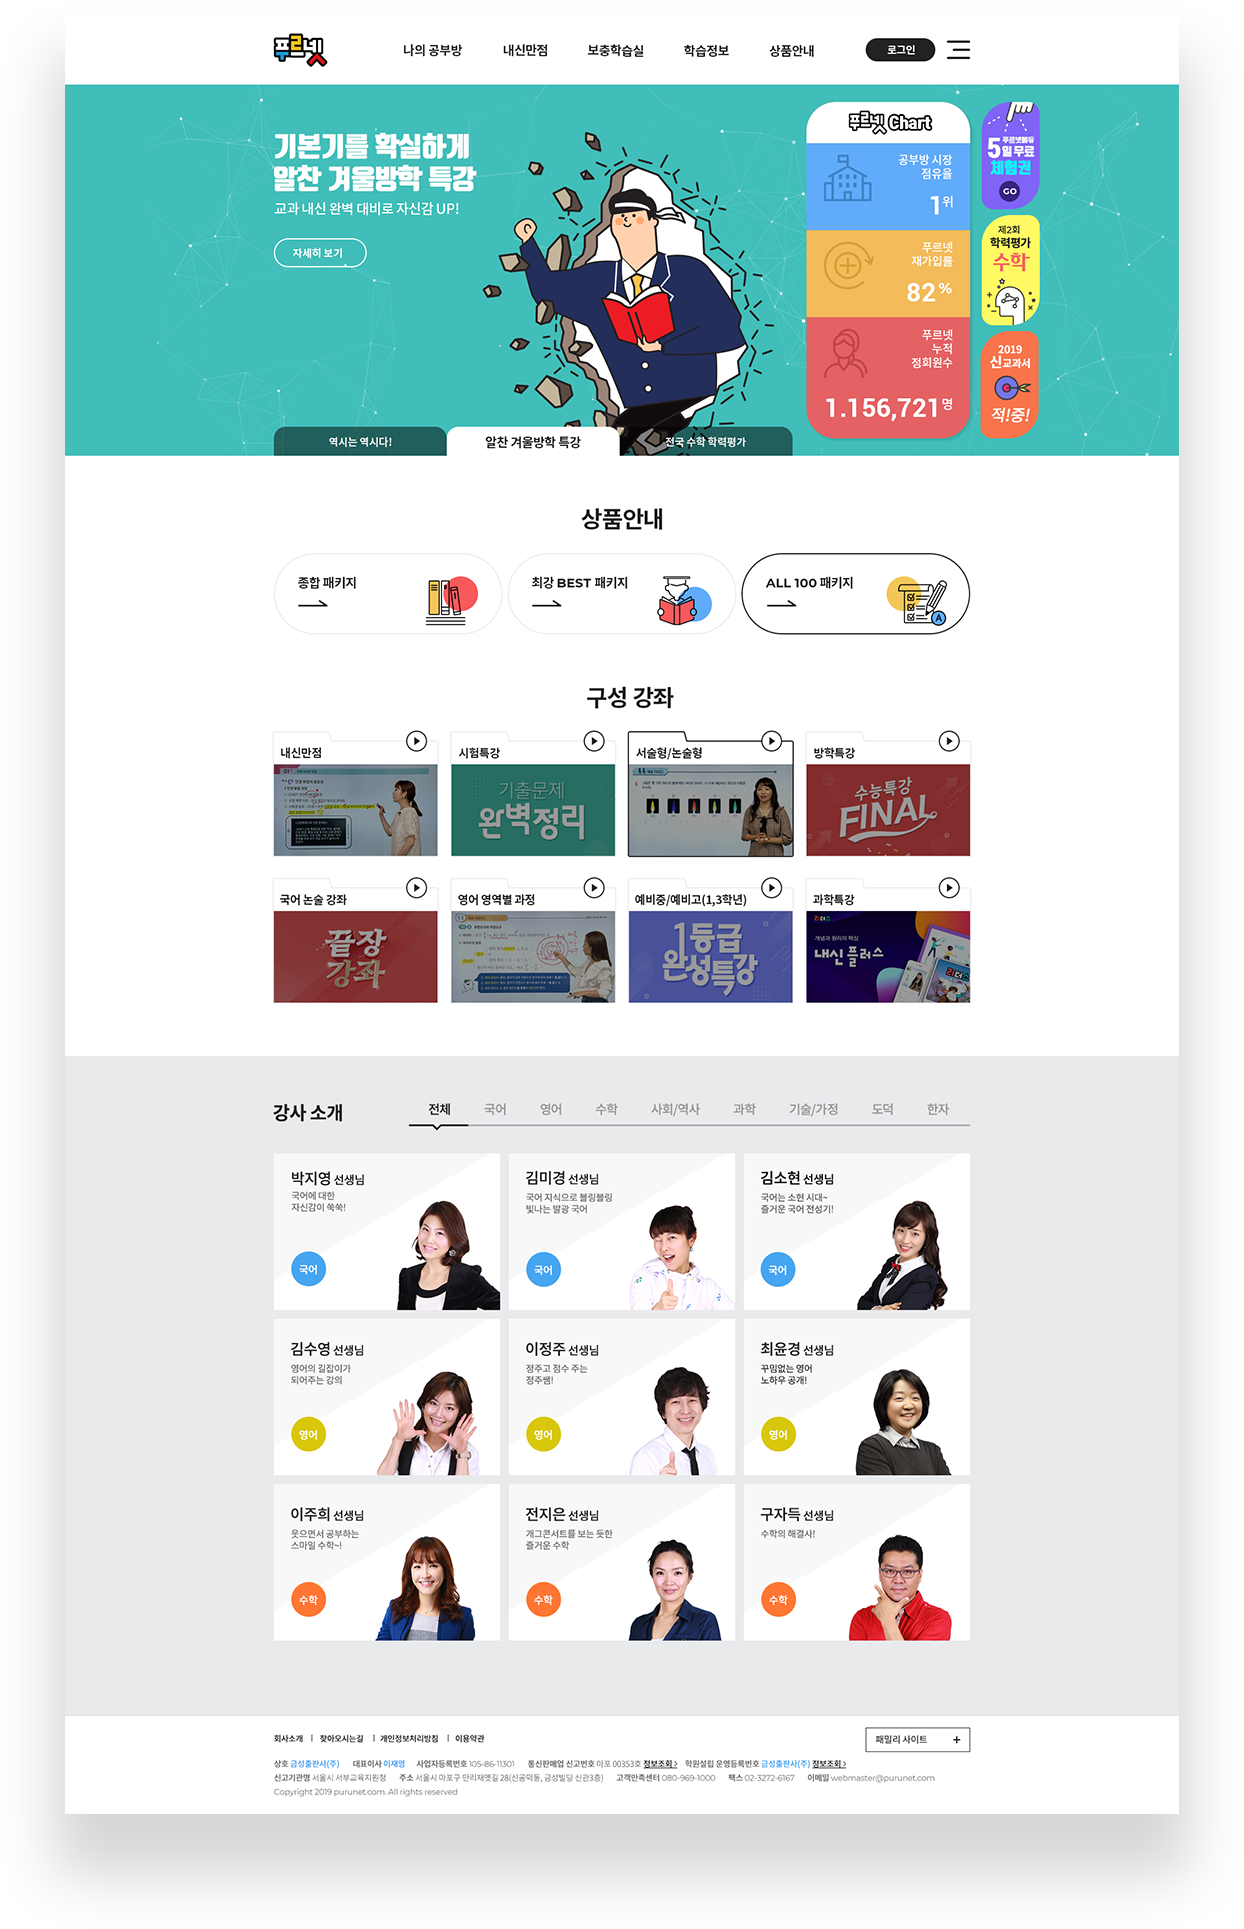 푸르넷
나의 공부방
내신만점
보충학습실
학습정보
상품안내
로그인
기본기를 확실하게
알찬 겨울방학 특강
교과 내신 완벽 대비로 자신감 UP!
자세히 보기
푸르넷 Chart
공부방 시장
점유율
1위
푸르넷
재가입률
82%
푸르넷
누적
정회원수
1.156,721명
푸르넷에듀
5일 무료
체험권
GO
제2회
학력평가
수학
2019
신교과서
적!중!
역시는 역시다!
알찬 겨울방학 특강
전국 수학 학력평가
상품안내
종합 패키지
최강 BEST 패키지
ALL 100 패키지
A
구성 강좌
내신만점
시험특강
서술형/논술형
방학특강
기출문제
완벽정리
수능특강
FINAL
국어 논술 강좌
영어 영역별 과정
예비중/예비고(1,3학년)
과학특강
끝장
강좌
1등급
완성특강
리더스
개념과 원리의 핵심
내신 플러스
리더스
강사 소개
전체
국어
영어
수학
사회/역사
과학
기술/가정
도덕
한자
박지영 선생님
국어에 대한
자신감이 쑥쑥!
국어
김미경 선생님
국어 지식으로 블링블링
빛나는 발광 국어
국어
김소현 선생님
국어는 소현 시대~
즐거운 국어 전성기!
국어
김수영 선생님
영어의 길잡이가
되어주는 강의
영어
이정주 선생님
정주고 점수 주는
정주쌤!
영어
최윤경 선생님
꾸밈없는 영어
노하우 공개!
영어
이주희 선생님
웃으면서 공부하는
스마일 수학~!
수학
전지은 선생님
개그콘서트를 보는 듯한
즐거운 수학
수학
구자득 선생님
수학의 해결사!
수학
회사소개 | 찾아오시는길 | 개인정보처리방침 | 이용약관
패밀리 사이트 +
상호 금성출판사(주) 대표이사 이재영 사업자등록번호 105-86-11301 통신판매업 신고번호 마포 00353호 정보조회> 학원설립 운영등록번호 금성출판사(주) 정보조회>
신고기관명 서울시 서부교육지원청 주소 서울시 마포구 만리재옛길 28(신공덕동, 금성빌딩 신관3층) 고객만족센터 080-969-1000 팩스 02-3272-6167 이메일 webmaster@purunet.com
Copyright 2019 purunet.com. All rights reserved